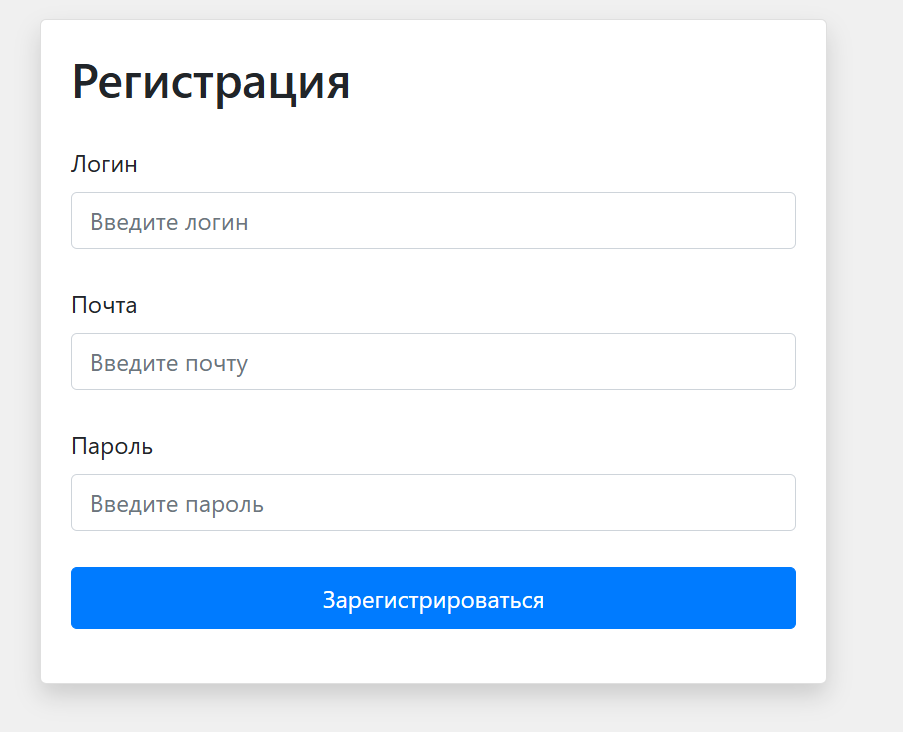 Регистрация
Логин
Введите логин
Почта
Введите почту
Пароль
Введите пароль
Зарегистрироваться